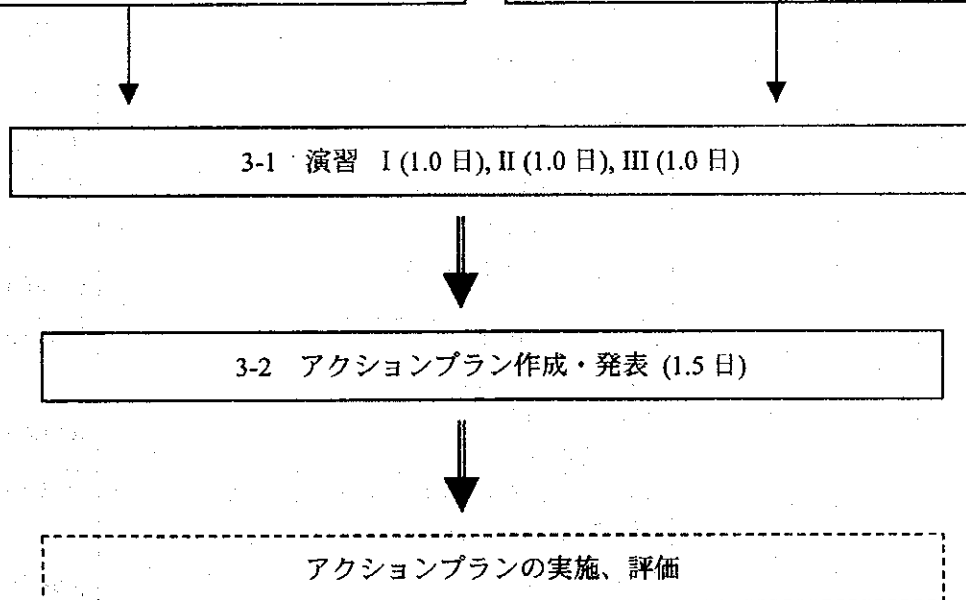 3-1 演習 I (1.0 日), II (1.0 日), III (1.0 日)
3-2 アクションプラン作成・発表 (1.5 日)
アクションプランの実施、評価